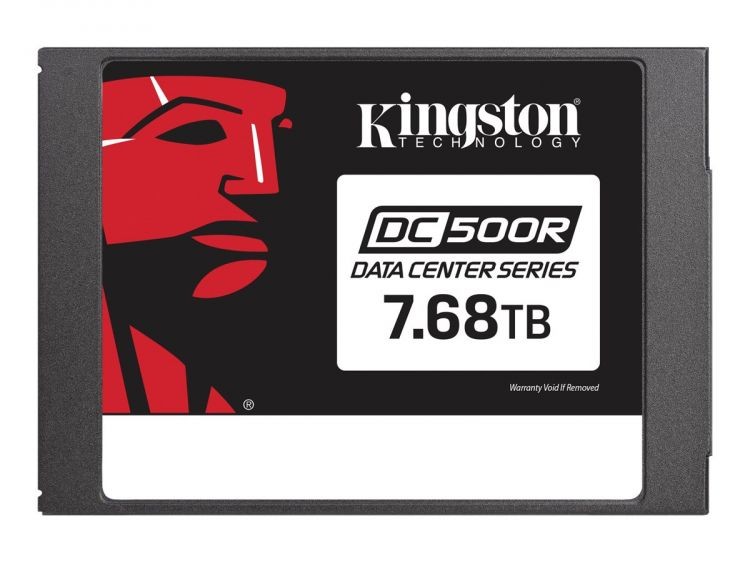 Kingston
TECHNOLOGY
DC500R
DATA CENTER SERIES
7.68TB
Warranty Void If Removed
®